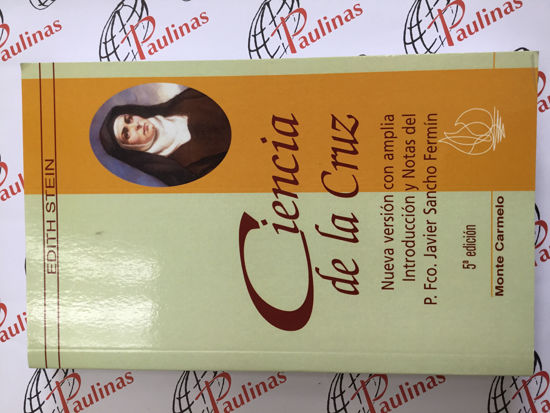 EDITH STEIN
Ciencia
de la Cruz
Nueva versión con amplia
Introducción y Notas del
P. Fco. Javier Sancho Fermín
5ª edición
Monte Carmelo
Paulinas
Paulinas
Paulinas
Paulinas
Paulinas
Paulinas
Paulinas